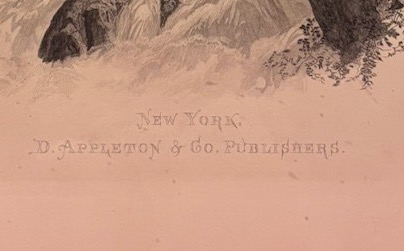 New York.
D. Appleton & Co. Publishers.